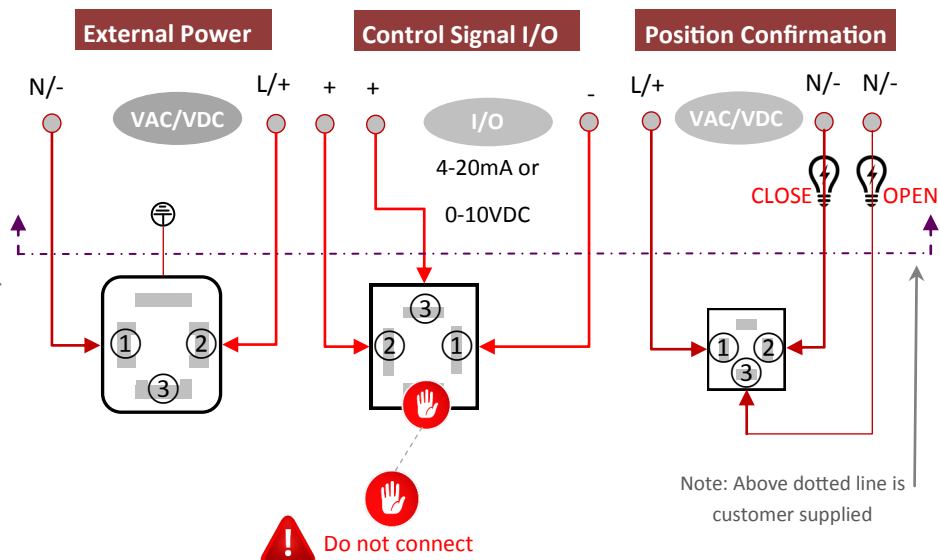 External Power
Control Signal I/O
Position Confirmation
N/-
L/+
+
+
-
L/+
N/-
N/-
VAC/VDC
I/O
VAC/VDC
4-20mA or
0-10VDC
CLOSE
OPEN
1
2
3
3
2
1
1
2
3
Note: Above dotted line is
customer supplied
! Do not connect